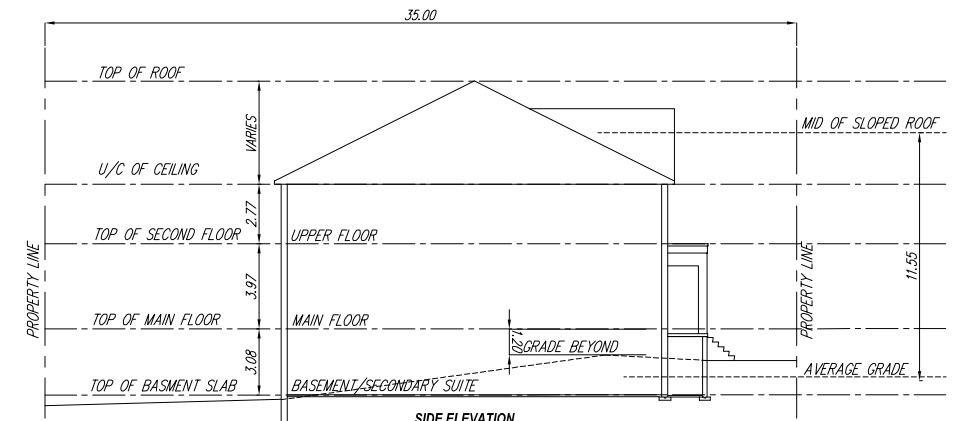 35.00
TOP OF ROOF
VARIES
MID OF SLOPED ROOF
U/C OF CEILING
2.77
TOP OF SECOND FLOOR
UPPER FLOOR
PROPERTY LINE
3.97
PROPERTY LINE
11.55
TOP OF MAIN FLOOR
MAIN FLOOR
1.20
GRADE BEYOND
3.08
AVERAGE GRADE
TOP OF BASMENT SLAB
BASEMENT/SECONDARY SUITE
SIDE ELEVATION